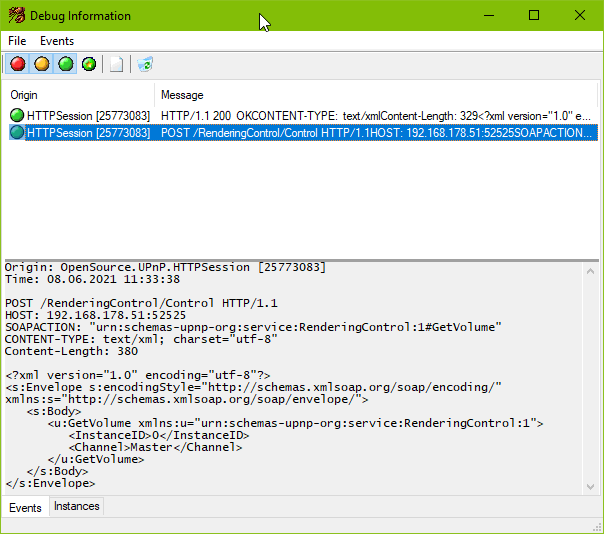 Debug Information
File Events
Origin Message
HTTPSession [25773083] HTTP/1.1 200 OKCONTENT-TYPE: text/xmlContent-Length: 329<?xml version="1.0" e...
HTTPSession [25773083] POST /RenderingControl/Control HTTP/1.1HOST: 192.168.178.51:52525SOAPACTION...
Origin: OpenSource.UPnP.HTTPSession [25773083]
Time: 08.06.2021 11:33:38
POST /RenderingControl/Control HTTP/1.1
HOST: 192.168.178.51:52525
SOAPACTION: "urn:schemas-upnp-org:service:RenderingControl:1#GetVolume"
CONTENT-TYPE: text/xml; charset="utf-8"
Content-Length: 380
<?xml version="1.0" encoding="utf-8"?>
<s:Envelope s:encodingStyle="http://schemas.xmlsoap.org/soap/encoding/"
xmlns:s="http://schemas.xmlsoap.org/soap/envelope/">
<s:Body>
<u:GetVolume xmlns:u="urn:schemas-upnp-org:service:RenderingControl:1">
<InstanceID>0</InstanceID>
<Channel>Master</Channel>
</u:GetVolume>
</s:Body>
</s:Envelope>
Events Instances